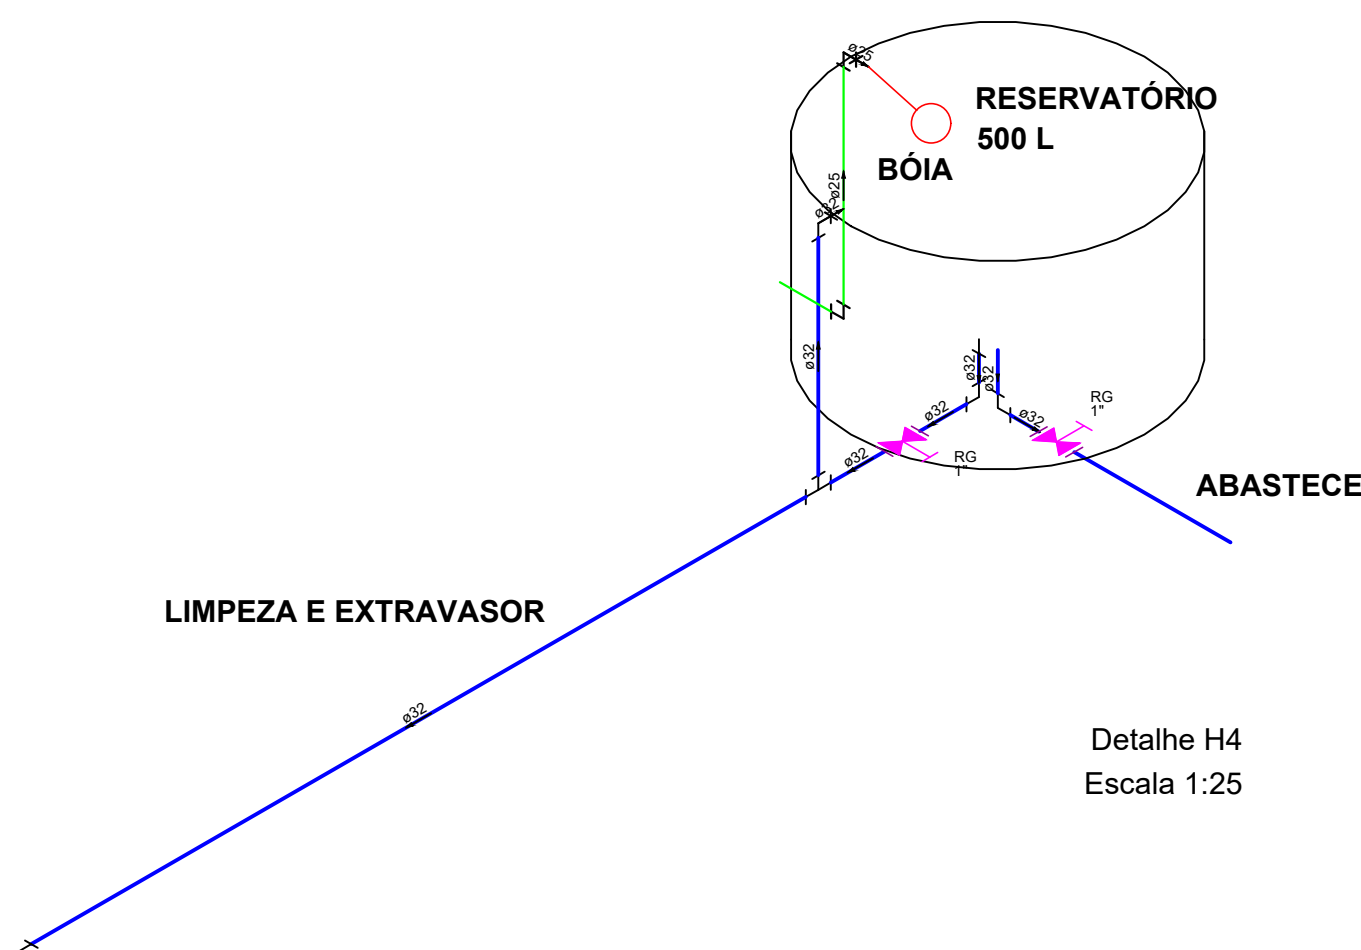 ø25
RESERVATÓRIO
500 L
BÓIA
ø25
ø32
ø32
ø32
ø32
ø32
ø32
RG
1"
ø32
RG
1"
ABASTECE
LIMPEZA E EXTRAVASOR
ø32
Detalhe H4
Escala 1:25